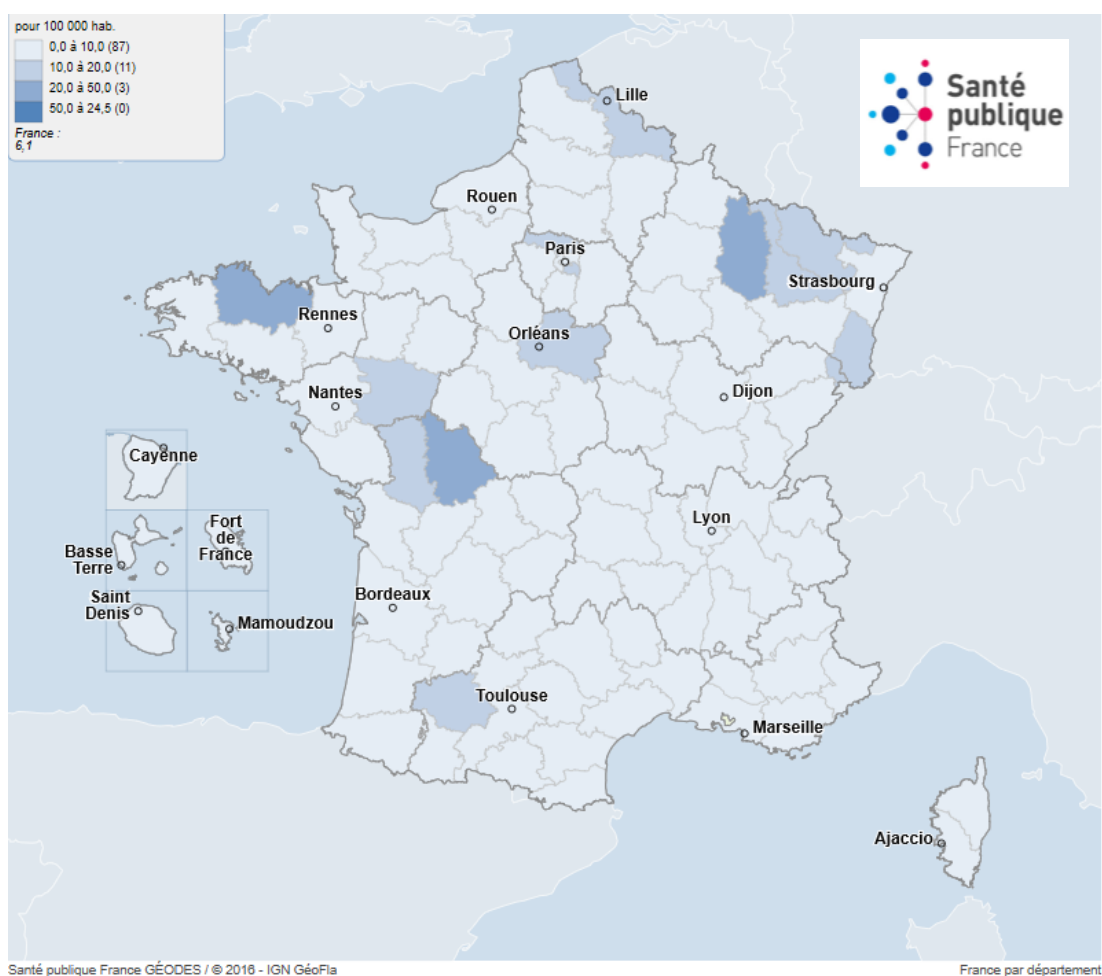 pour 100 000 hab.
0,0 à 10,0 (87)
10,0 à 20,0 (11)
20,0 à 50,0 (3)
50,0 à 24,5 (0)
France :
6,1
Santé
publique
France
Lille
Rouen
Paris
Strasbourg
Rennes
Orléans
Nantes
Dijon
Cayenne
Lyon
Fort
de
France
Basse
Terre
Saint
Denis
Bordeaux
Mamoudzou
Toulouse
Marseille
Ajaccio
Santé publique France GÉODES / © 2016 - IGN GéoFla
France par département